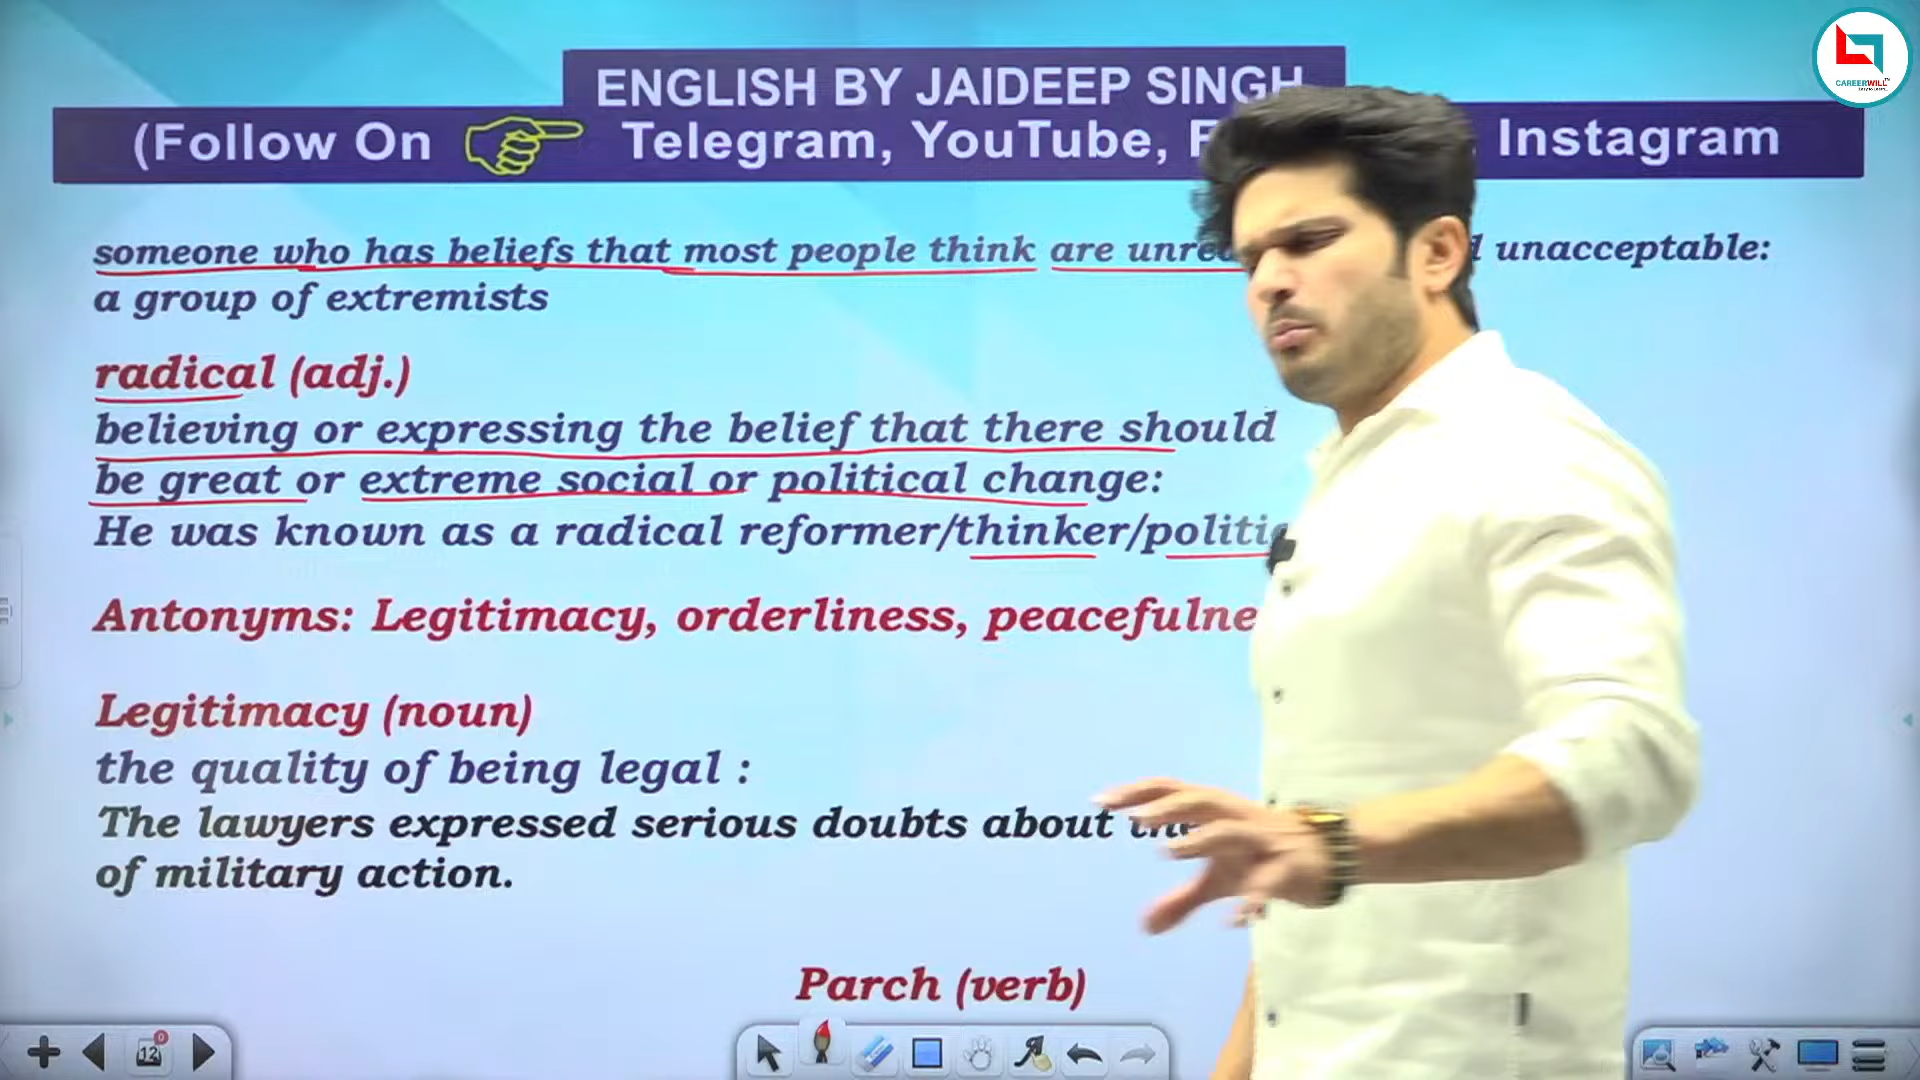 ENGLISH BY JAIDEEP SINGH
(Follow On Telegram, YouTube, Instagram
CAREERWILL
someone who has beliefs that most people think are unacceptable:
a group of extremists
radical (adj.)
believing or expressing the belief that there should
be great or extreme social or political change:
He was known as a radical reformer/thinker/
Antonyms: Legitimacy, orderliness,
Legitimacy (noun)
the quality of being legal :
The lawyers expressed serious doubts about
of military action.
Parch (verb)
12
0